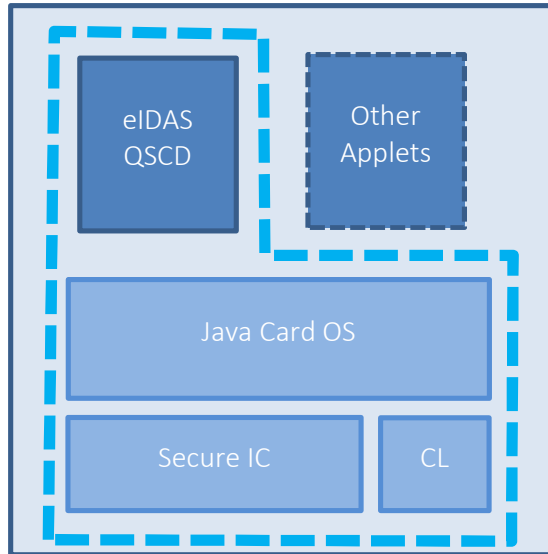 eIDAS
QSCD
Other
Applets
Java Card OS
Secure IC
CL